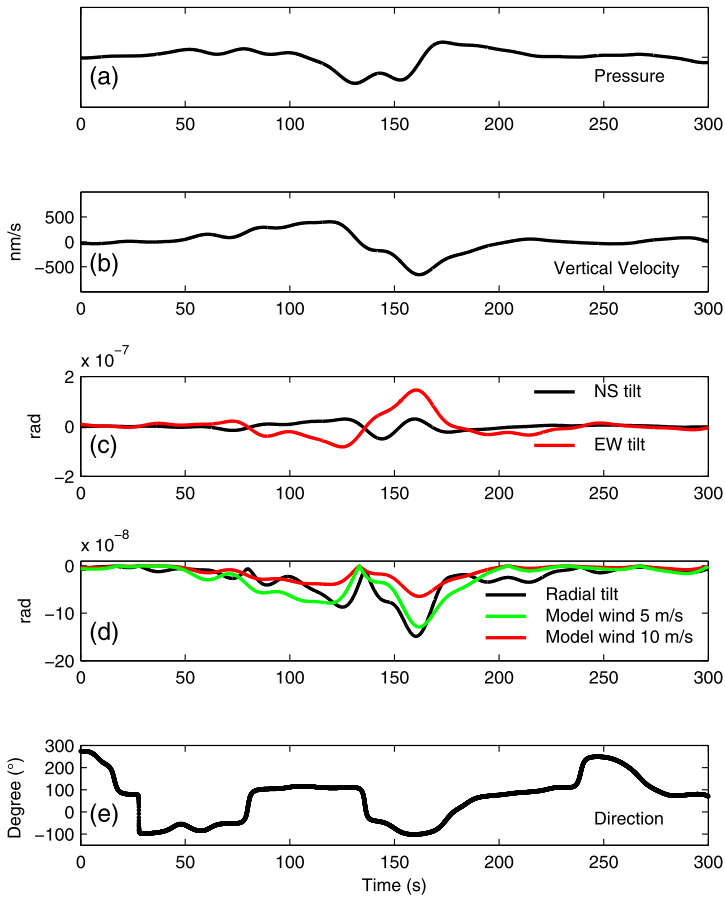 (a)
Pressure
0 50 100 150 200 250 300
500
0
−500
nm/s
(b)
Vertical Velocity
0 50 100 150 200 250 300
x 10−7
2
0
−2
rad
(c)
NS tilt
EW tilt
0 50 100 150 200 250 300
x 10−8
0
−10
−20
rad
(d)
Radial tilt
Model wind 5 m/s
Model wind 10 m/s
0 50 100 150 200 250 300
300
200
100
0
−100
Degree (°)
(e)
Direction
0 50 100 150 200 250 300
Time (s)